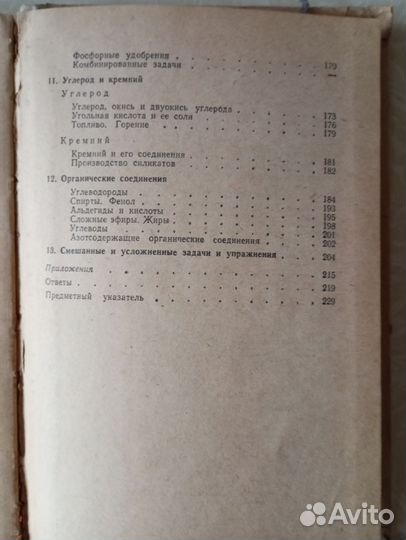 Фосфорные удобрения
Комбинированные задачи . . . . . . 170
11. Углерод и кремний
Углерод
Углерод, окись и двуокись углерода
Угольная кислота и ее соли . . . . . 173
Топливо. Горение . . . . . . . . 176
179
Кремний
Кремний и его соединения . . . . . 181
Производство силикатов . . . . . . 182
12. Органические соединения
Углеводороды . . . . . . . . . 184
Спирты. Фенол . . . . . . . . . 193
Альдегиды и кислоты . . . . . . . 195
Сложные эфиры. Жиры . . . . . . . 198
Углеводы . . . . . . . . . . 201
Азотсодержащие органические соединения . . 202
13. Смешанные и усложненные задачи и упражнения . 204
Приложения . . . . . . . . . . 215
Ответы . . . . . . . . . . . 219
Предметный указатель . . . . . . . 229
Avito